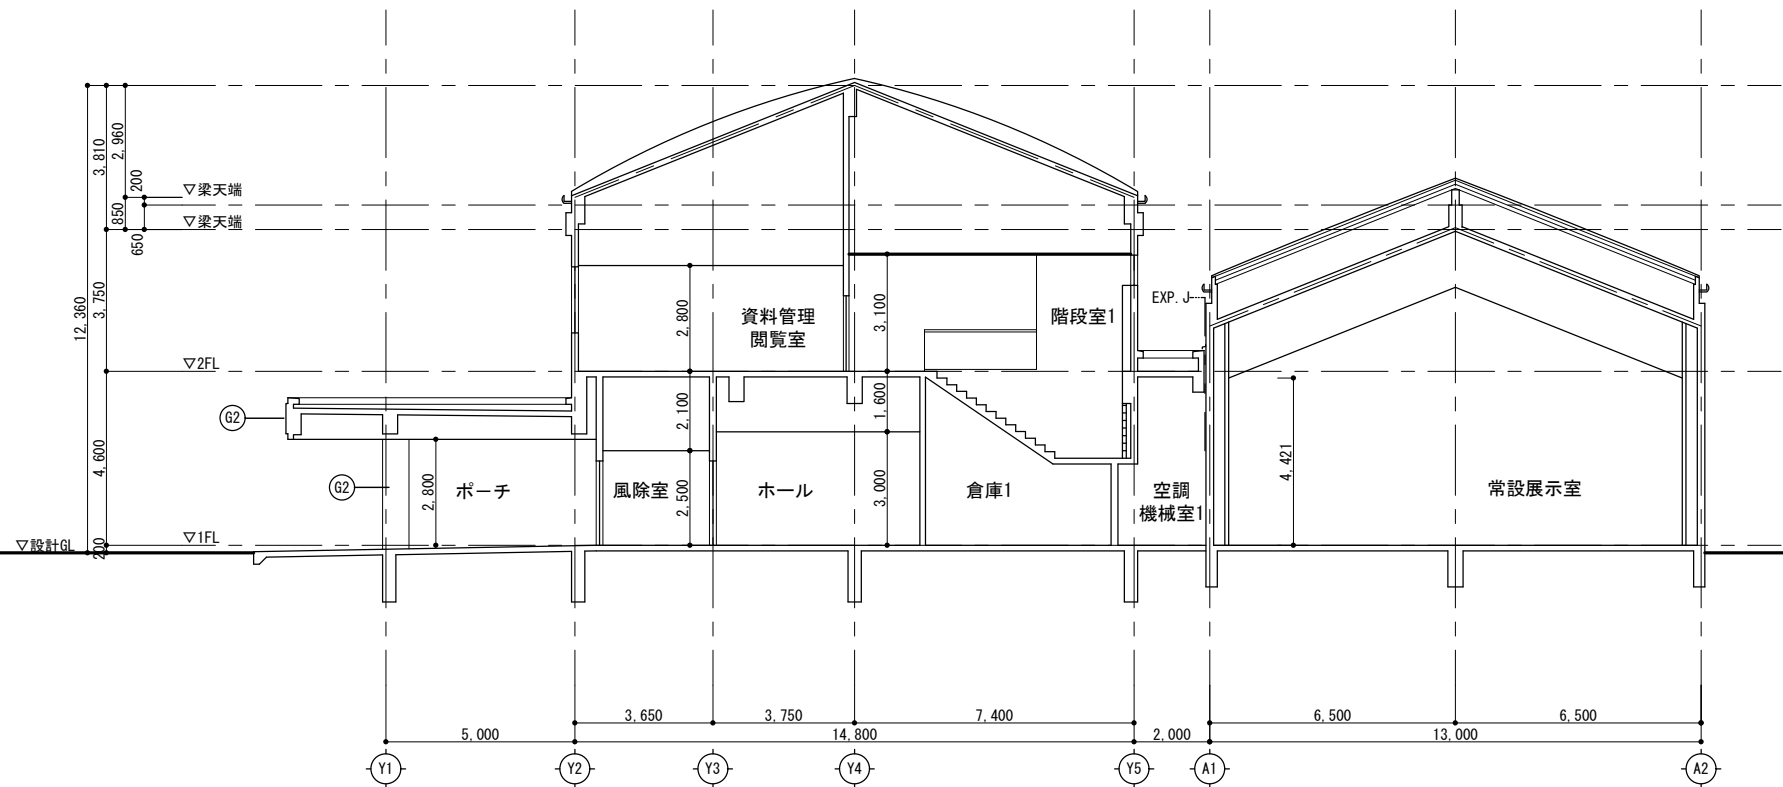 2,960
3,810
200
▽梁天端
850
▽梁天端
650
12,360
3,750
EXP.J
2,800
資料管理
閲覧室
3,100
階段室1
▽2FL
G2
2,100
1,600
4,600
4,421
G2
2,800
ポーチ
風除室
2,500
ホール
3,000
倉庫1
空調
機械室1
常設展示室
▽設計GL
200
▽1FL
3,650
3,750
7,400
6,500
6,500
5,000
14,800
2,000
13,000
Y1
Y2
Y3
Y4
Y5
A1
A2